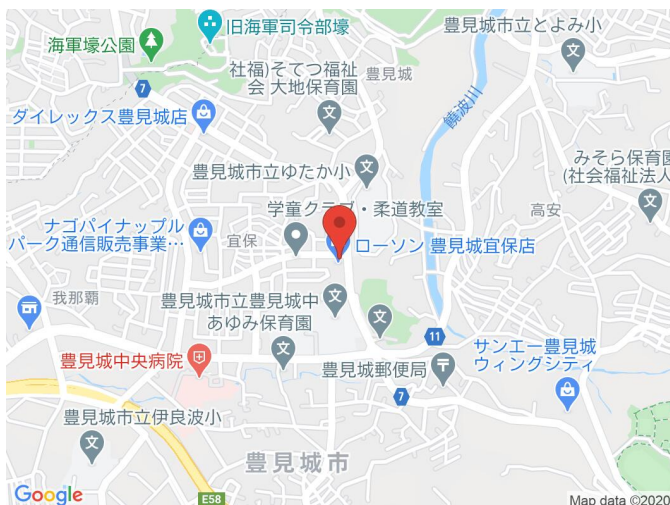 旧海軍司令部壕
海軍壕公園
豊見城市立とよみ小
社福)そてつ福祉
会 大地保育園
豊見城
7
ダイレックス豊見城店
饒波川
豊見城市立ゆたか小
みそら保育園
(社会福祉法人
高安
学童クラブ・柔道教室
ナゴパイナップル
パーク通信販売事業…
宜保
ローソン 豊見城宜保店
我那覇
豊見城市立豊見城中
あゆみ保育園
11
サンエー豊見城
ウィングシティ
豊見城中央病院
豊見城郵便局
7
豊見城市立伊良波小
豊見城市
E58
Google
Map data ©2020